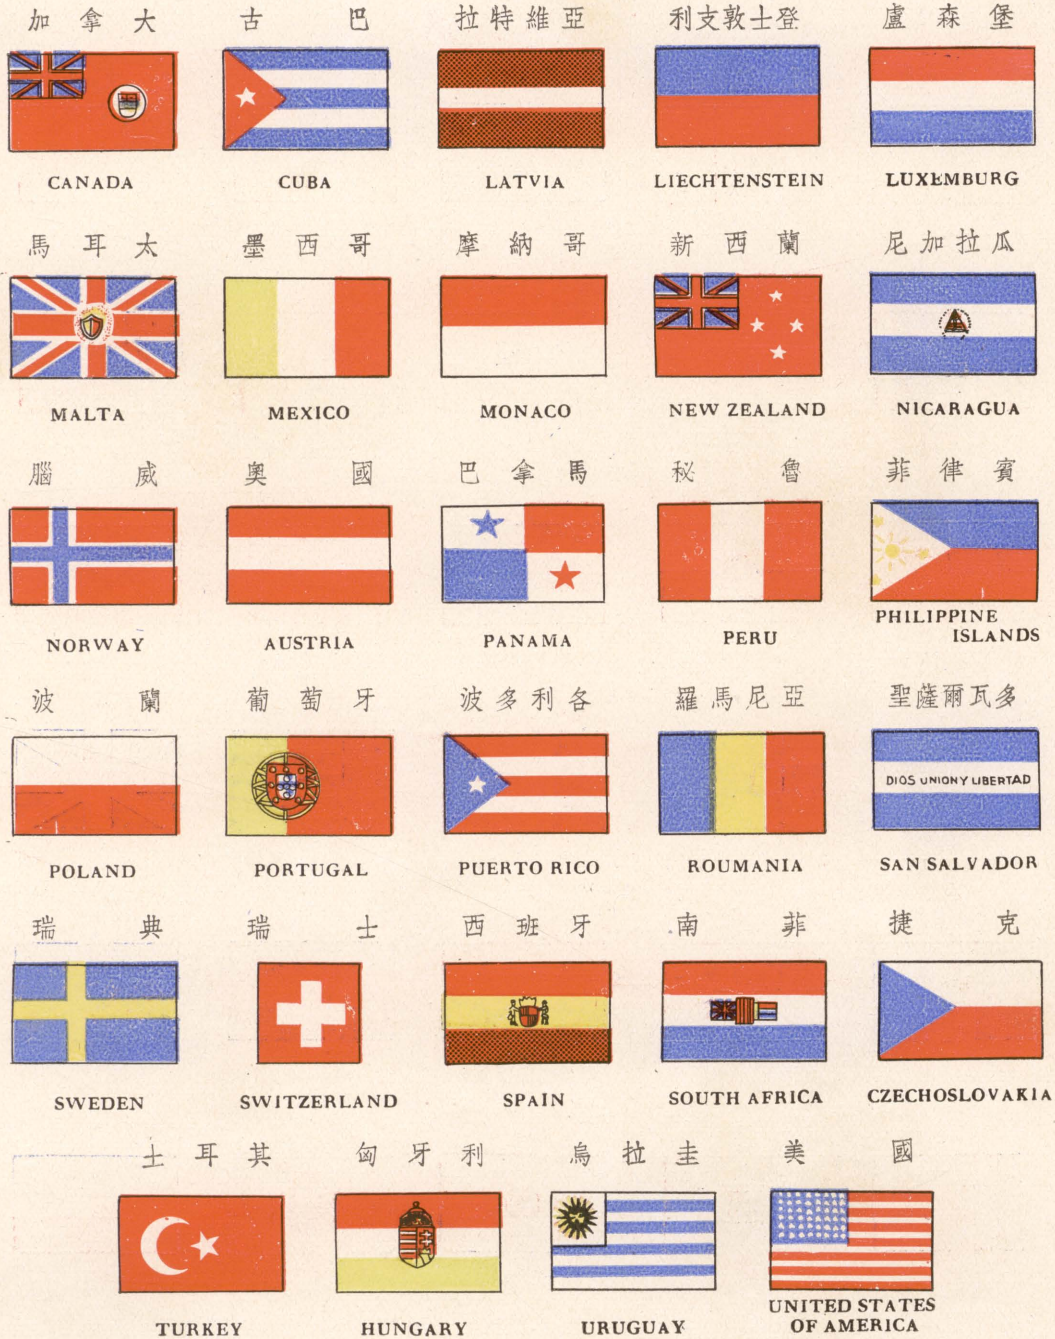 加拿大
古巴
拉特維亞
利支敦士登
盧森堡
CANADA
CUBA
LATVIA
LIECHTENSTEIN
LUXEMBURG
馬耳太
墨西哥
摩納哥
新西蘭
尼加拉瓜
MALTA
MEXICO
MONACO
NEW ZEALAND
NICARAGUA
腦威
奧國
巴拿馬
秘魯
菲律賓
NORWAY
AUSTRIA
PANAMA
PERU
PHILIPPINE
ISLANDS
波蘭
葡萄牙
波多利各
羅馬尼亞
聖薩爾瓦多
DIOS UNION Y LIBERTAD
POLAND
PORTUGAL
PUERTO RICO
ROUMANIA
SAN SALVADOR
瑞典
瑞士
西班牙
南菲
捷克
SWEDEN
SWITZERLAND
SPAIN
SOUTH AFRICA
CZECHOSLOVAKIA
土耳其
匈牙利
烏拉圭
美國
TURKEY
HUNGARY
URUGUAY
UNITED STATES
OF AMERICA